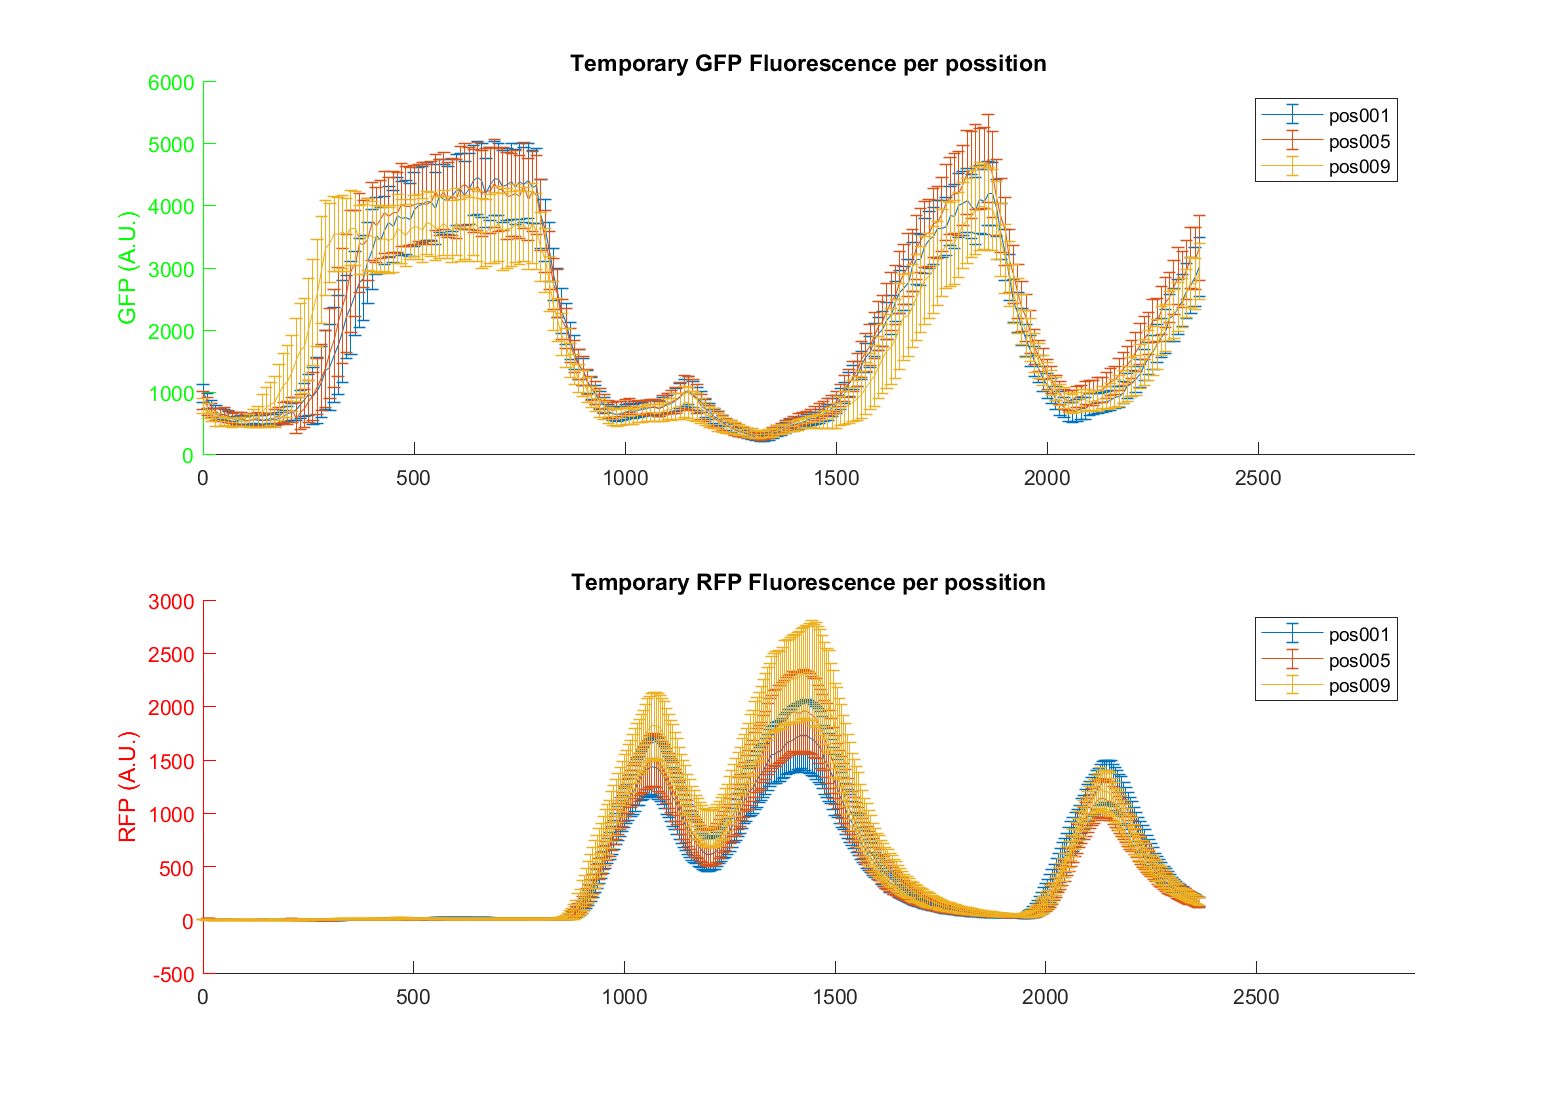 Temporary GFP Fluorescence per possition
6000
5000
4000
3000
2000
1000
0
GFP (A.U.)
0 500 1000 1500 2000 2500
pos001
pos005
pos009
Temporary RFP Fluorescence per possition
3000
2500
2000
1500
1000
500
0
-500
RFP (A.U.)
0 500 1000 1500 2000 2500
pos001
pos005
pos009